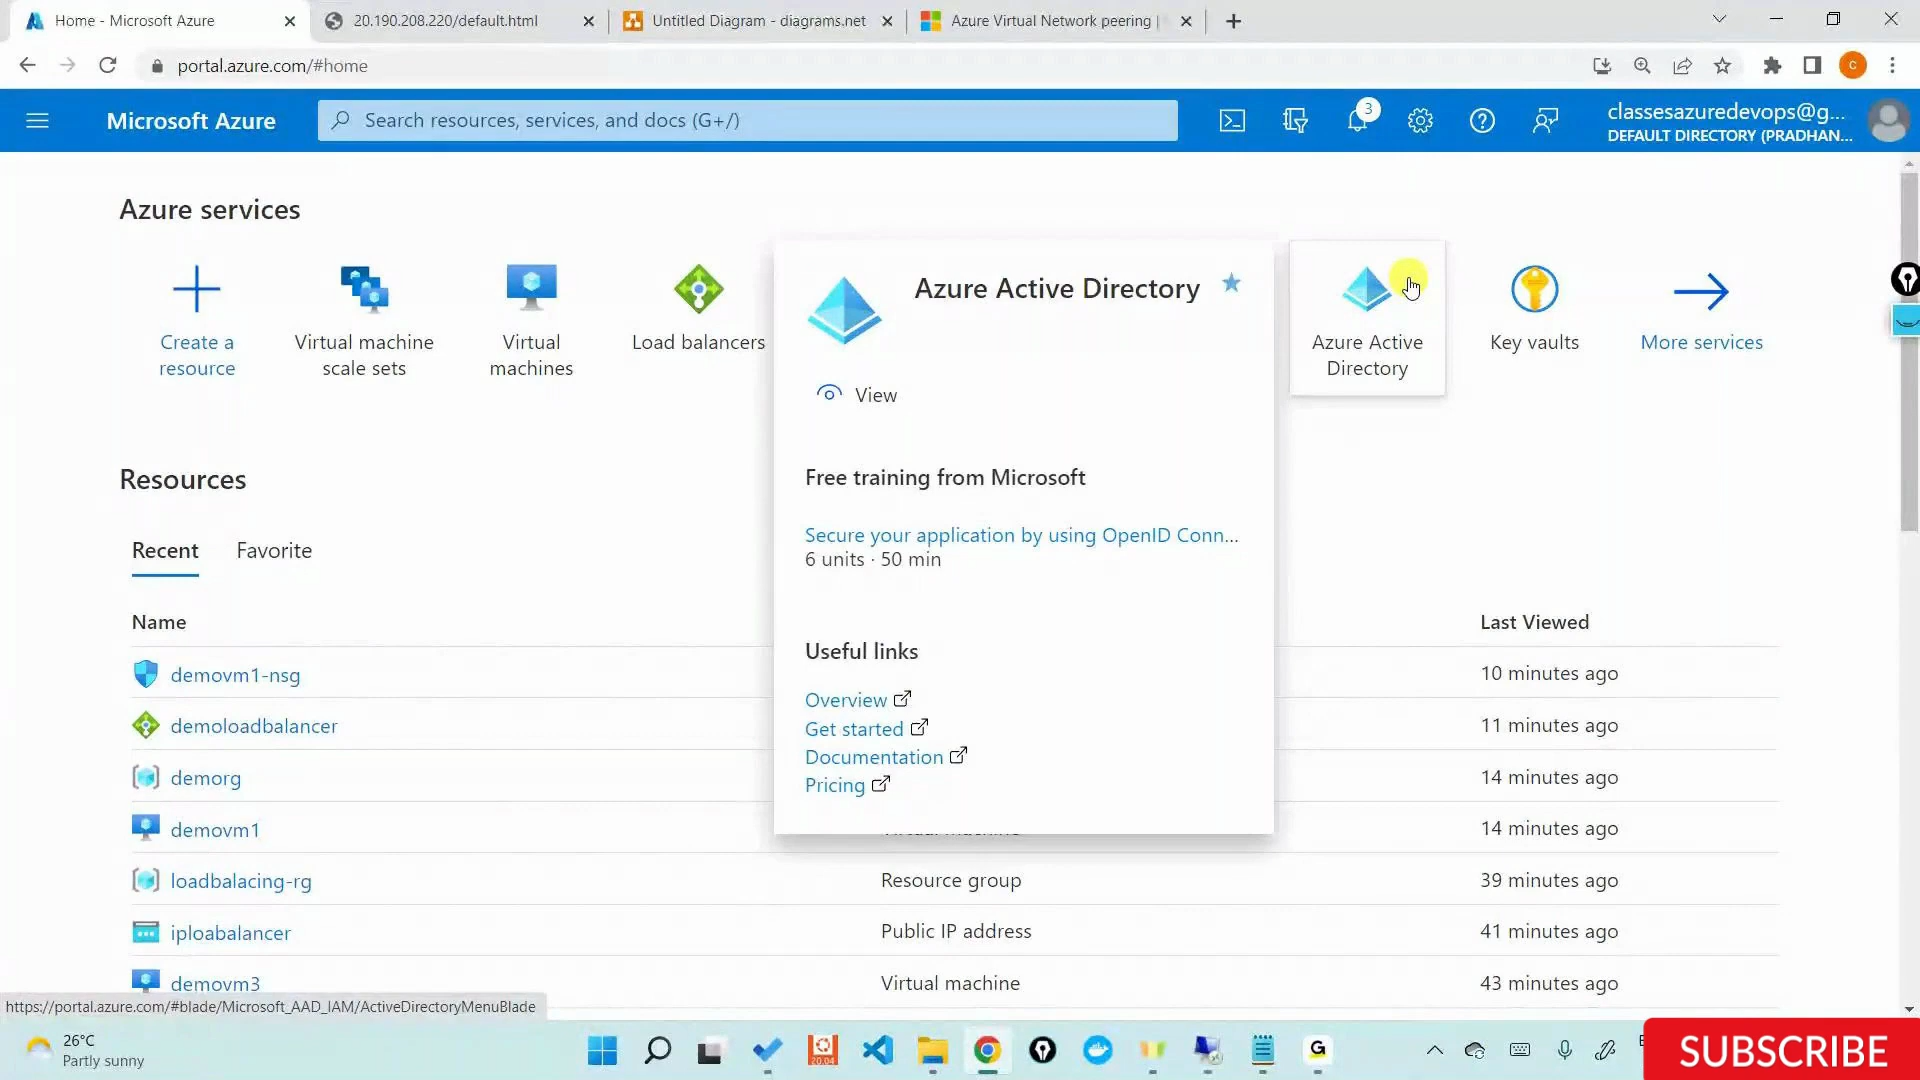 Home - Microsoft Azure
20.190.208.220/default.html
Untitled Diagram - diagrams.net
Azure Virtual Network peering |
portal.azure.com/#home
C
Microsoft Azure
Search resources, services, and docs (G+/)
3
classesazuredevops@g...
DEFAULT DIRECTORY (PRADHAN...
Azure services
Create a
resource
Virtual machine
scale sets
Virtual
machines
Load balancers
Azure Active Directory
View
Free training from Microsoft
Secure your application by using OpenID Conn...
6 units · 50 min
Useful links
Overview
Get started
Documentation
Pricing
Azure Active
Directory
Key vaults
More services
Resources
Recent
Favorite
Name
Last Viewed
demovm1-nsg
10 minutes ago
demoloadbalancer
11 minutes ago
demorg
14 minutes ago
demovm1
14 minutes ago
loadbalacing-rg
Resource group
39 minutes ago
iploabalancer
Public IP address
41 minutes ago
demovm3
Virtual machine
43 minutes ago
https://portal.azure.com/#blade/Microsoft_AAD_IAM/ActiveDirectoryMenuBlade
26°C
Partly sunny
20.04
G
SUBSCRIBE